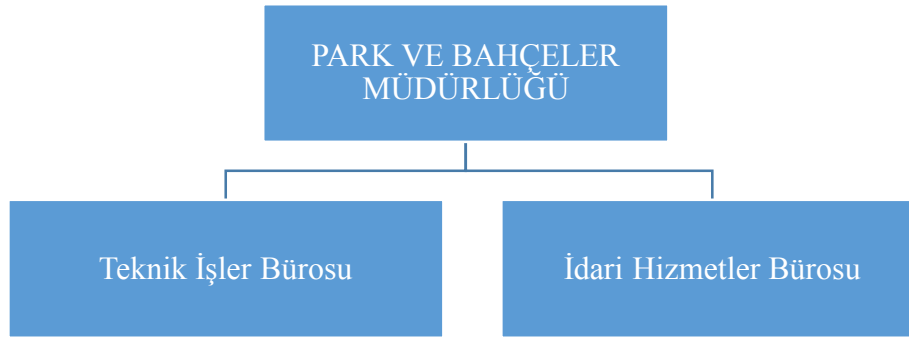 PARK VE BAHÇELER
MÜDÜRLÜĞÜ
Teknik İşler Bürosu
İdari Hizmetler Bürosu